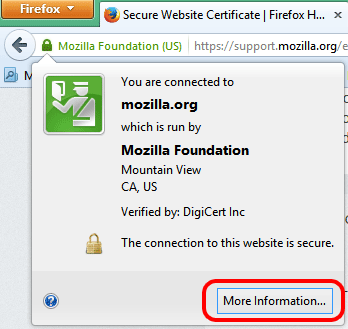 Firefox
Secure Website Certificate | Firefox H...
Mozilla Foundation (US)
https://support.mozilla.org/e
You are connected to
mozilla.org
which is run by
Mozilla Foundation
Mountain View
CA, US
Verified by: DigiCert Inc
The connection to this website is secure.
More Information...